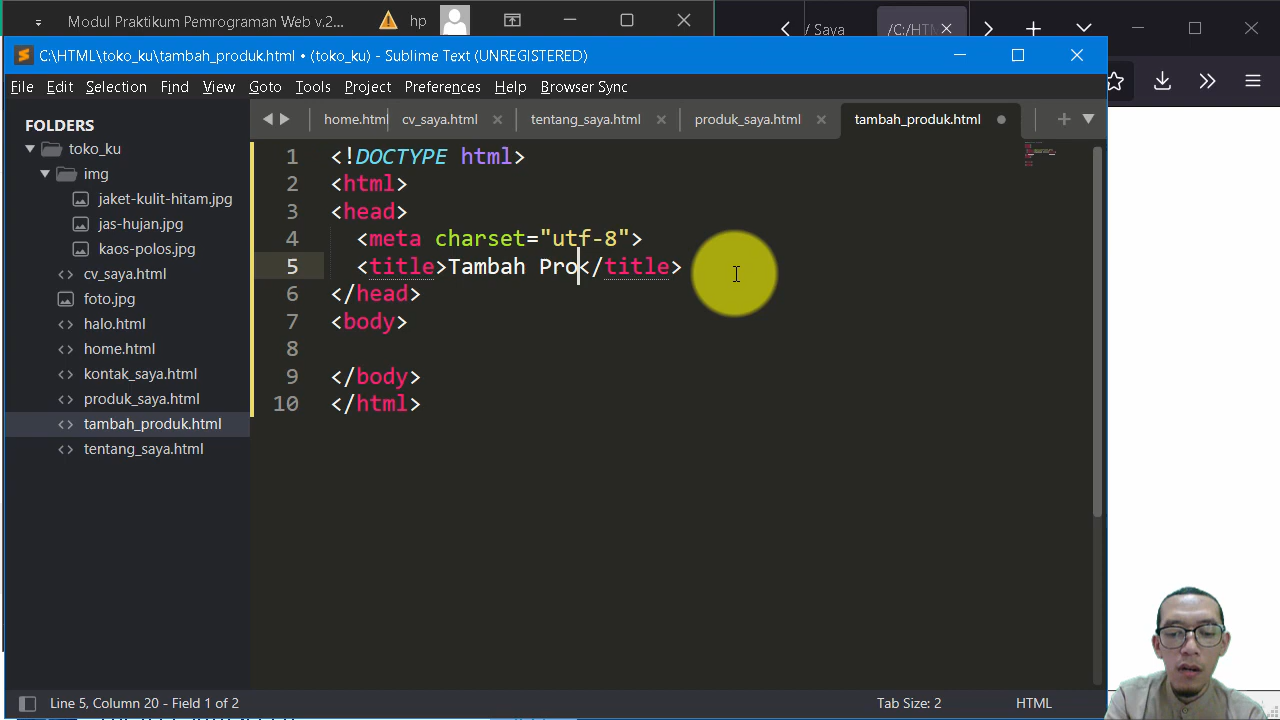 Modul Praktikum Pemrograman Web v.2...
hp
/ Saya
/C:/HTM
C:\HTML\toko_ku\tambah_produk.html • (toko_ku) - Sublime Text (UNREGISTERED)
File Edit Selection Find View Goto Tools Project Preferences Help Browser Sync
FOLDERS
toko_ku
img
jaket-kulit-hitam.jpg
jas-hujan.jpg
kaos-polos.jpg
cv_saya.html
foto.jpg
halo.html
home.html
kontak_saya.html
produk_saya.html
tambah_produk.html
tentang_saya.html
home.html cv_saya.html tentang_saya.html produk_saya.html tambah_produk.html
1 <!DOCTYPE html>
2 <html>
3 <head>
4 <meta charset="utf-8">
5 <title>Tambah Pro</title>
6 </head>
7 <body>
8
9 </body>
10 </html>
Line 5, Column 20 - Field 1 of 2
Tab Size: 2
HTML